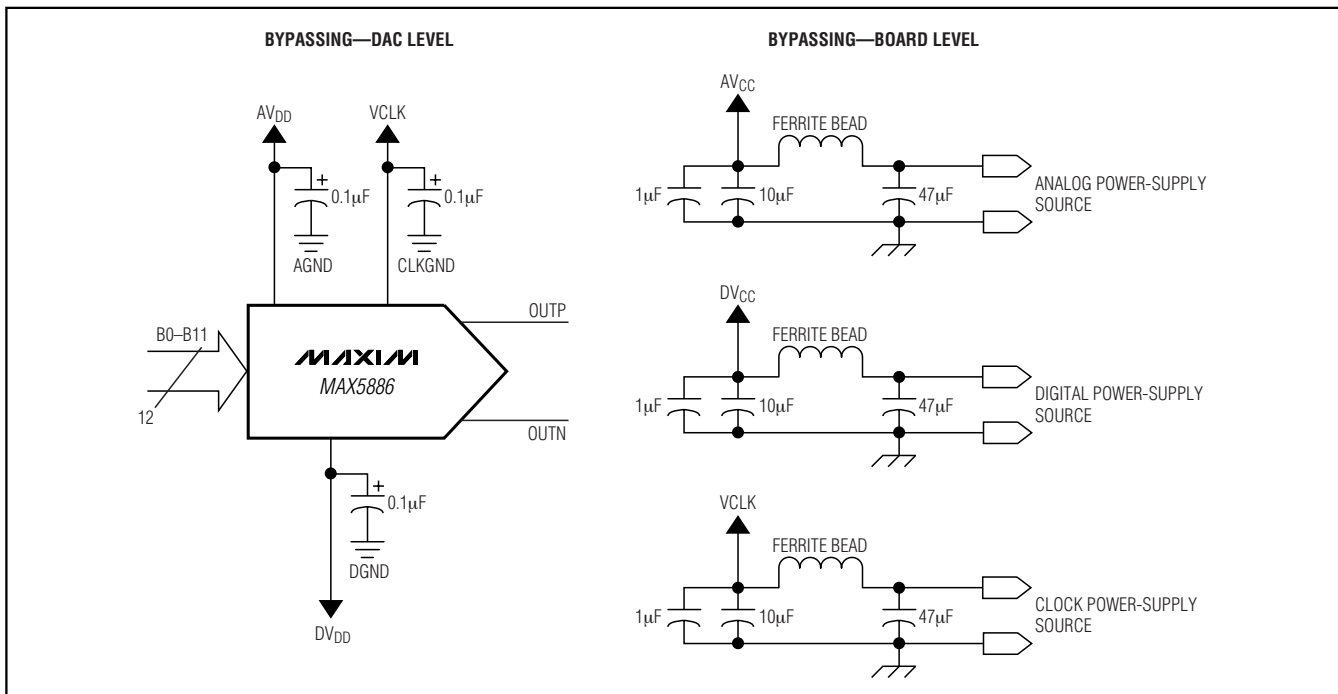 BYPASSING—DAC LEVEL
AVDD
VCLK
+
0.1µF
+
0.1µF
AGND
CLKGND
B0–B11
12
MAXIM
MAX5886
OUTP
OUTN
+
0.1µF
DGND
DVDD
BYPASSING—BOARD LEVEL
AVCC
FERRITE BEAD
1µF
10µF
47µF
ANALOG POWER-SUPPLY
SOURCE
DVCC
FERRITE BEAD
1µF
10µF
47µF
DIGITAL POWER-SUPPLY
SOURCE
VCLK
FERRITE BEAD
1µF
10µF
47µF
CLOCK POWER-SUPPLY
SOURCE